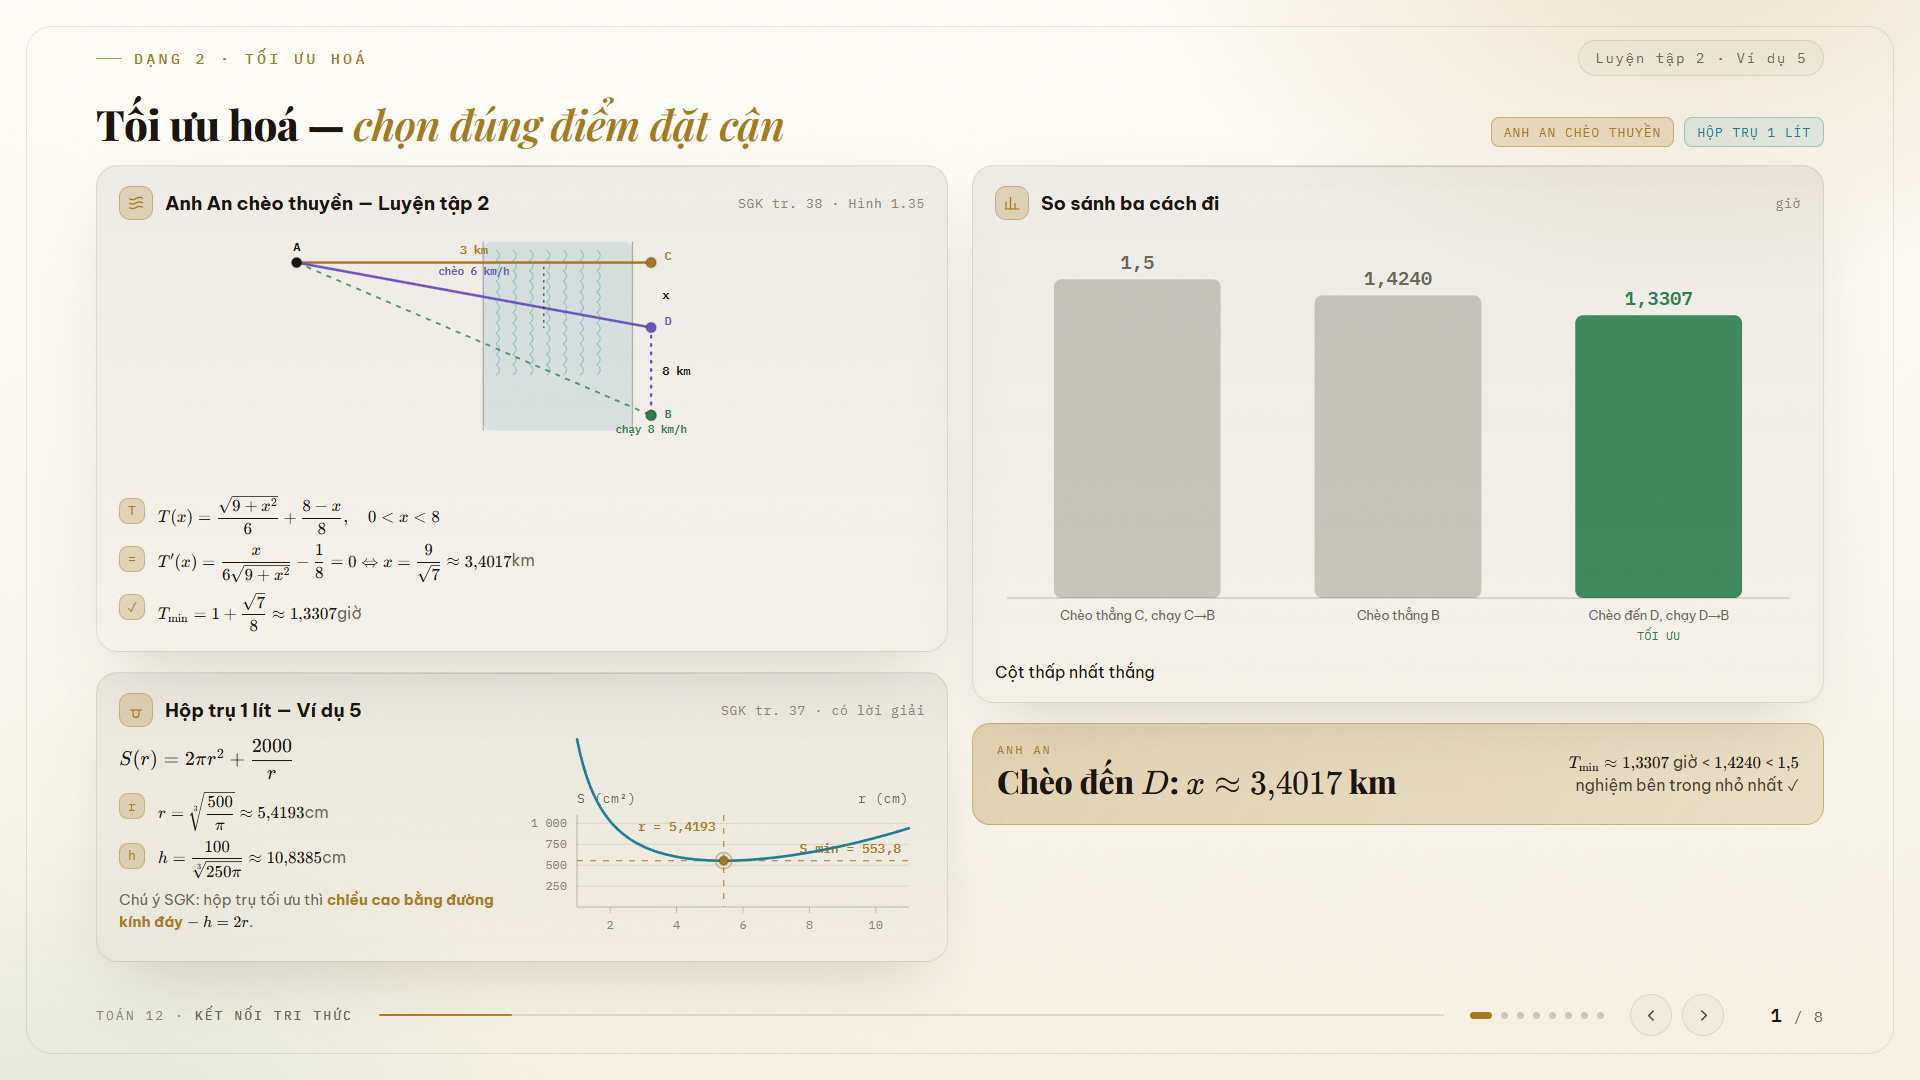 DẠNG 2 · TỐI ƯU HOÁ
Luyện tập 2 · Ví dụ 5
Tối ưu hoá — chọn đúng điểm đặt cận
ANH AN CHÈO THUYỀN
HỘP TRỤ 1 LÍT
Anh An chèo thuyền – Luyện tập 2
SGK tr. 38 · Hình 1.35
A
3 km
C
chèo 6 km/h
x
D
8 km
B
chạy 8 km/h
T
T(x) = √(9 + x²)/6 + (8 − x)/8, 0 < x < 8
=
T′(x) = x/(6√(9 + x²)) − 1/8 = 0 ⇔ x = 9/√7 ≈ 3,4017km
✓
Tmin = 1 + √7/8 ≈ 1,3307giờ
Hộp trụ 1 lít – Ví dụ 5
SGK tr. 37 · có lời giải
S(r) = 2πr² + 2000/r
r
r = ∛(500/π) ≈ 5,4193cm
h
h = 100/∛(250π) ≈ 10,8385cm
Chú ý SGK: hộp trụ tối ưu thì chiều cao bằng đường
kính đáy – h = 2r.
S (cm²)
r (cm)
1 000
750
500
250
r = 5,4193
S min = 553,8
2 4 6 8 10
So sánh ba cách đi
giờ
1,5
1,4240
1,3307
Chèo thẳng C, chạy C→B
Chèo thẳng B
Chèo đến D, chạy D→B
TỐI ƯU
Cột thấp nhất thắng
ANH AN
Chèo đến D: x ≈ 3,4017 km
Tmin ≈ 1,3307 giờ < 1,4240 < 1,5
nghiệm bên trong nhỏ nhất ✓
TOÁN 12 · KẾT NỐI TRI THỨC
1 / 8